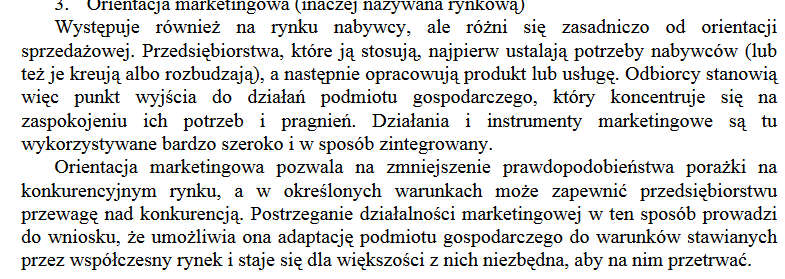 3. Orientacja marketingowa (inaczej nazywana rynkową)
Występuje również na rynku nabywcy, ale różni się zasadniczo od orientacji
sprzedażowej. Przedsiębiorstwa, które ją stosują, najpierw ustalają potrzeby nabywców (lub
też je kreują albo rozbudzają), a następnie opracowują produkt lub usługę. Odbiorcy stanowią
więc punkt wyjścia do działań podmiotu gospodarczego, który koncentruje się na
zaspokojeniu ich potrzeb i pragnień. Działania i instrumenty marketingowe są tu
wykorzystywane bardzo szeroko i w sposób zintegrowany.
Orientacja marketingowa pozwala na zmniejszenie prawdopodobieństwa porażki na
konkurencyjnym rynku, a w określonych warunkach może zapewnić przedsiębiorstwu
przewagę nad konkurencją. Postrzeganie działalności marketingowej w ten sposób prowadzi
do wniosku, że umożliwia ona adaptację podmiotu gospodarczego do warunków stawianych
przez współczesny rynek i staje się dla większości z nich niezbędna, aby na nim przetrwać.